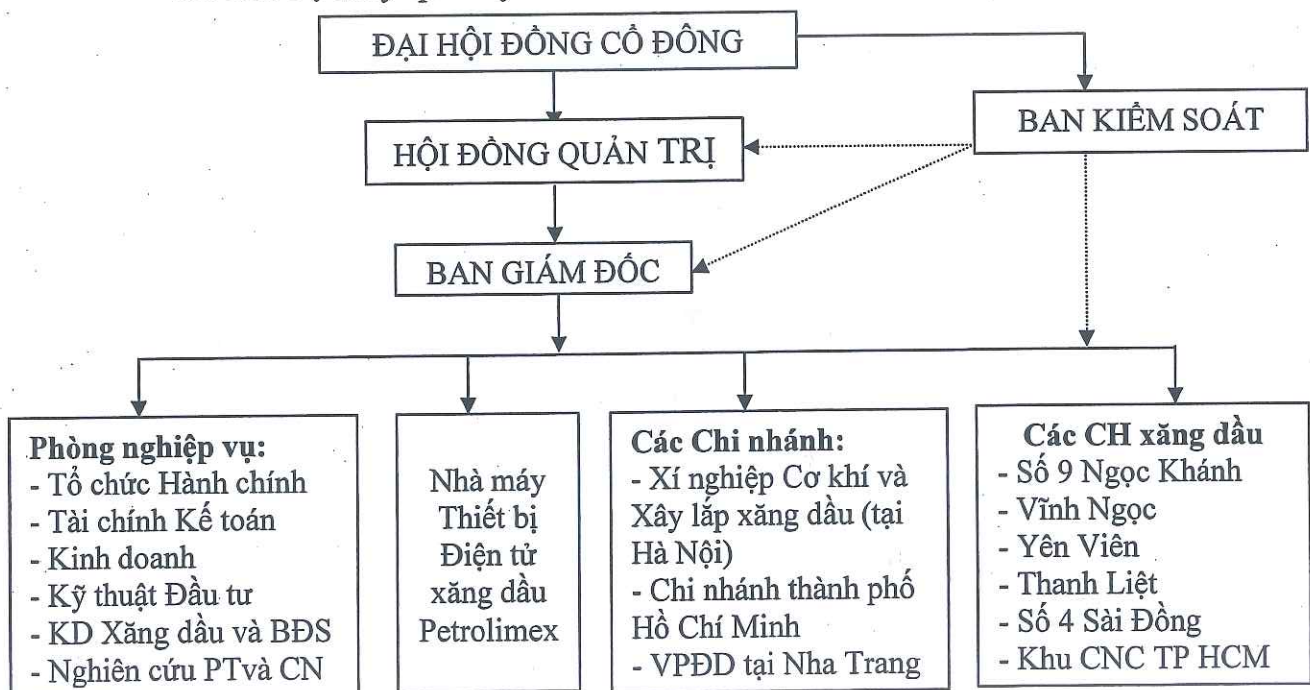 ĐẠI HỘI ĐỒNG CỔ ĐÔNG
BAN KIỂM SOÁT
HỘI ĐỒNG QUẢN TRỊ
BAN GIÁM ĐỐC
Phòng nghiệp vụ:
- Tổ chức Hành chính
- Tài chính Kế toán
- Kinh doanh
- Kỹ thuật Đầu tư
- KD Xăng dầu và BĐS
- Nghiên cứu PTvà CN
Nhà máy
Thiết bị
Điện tử
xăng dầu
Petrolimex
Các Chi nhánh:
- Xí nghiệp Cơ khí và
Xây lắp xăng dầu (tại
Hà Nội)
- Chi nhánh thành phố
Hồ Chí Minh
- VPĐD tại Nha Trang
Các CH xăng dầu
- Số 9 Ngọc Khánh
- Vĩnh Ngọc
- Yên Viên
- Thanh Liệt
- Số 4 Sài Đồng
- Khu CNC TP HCM